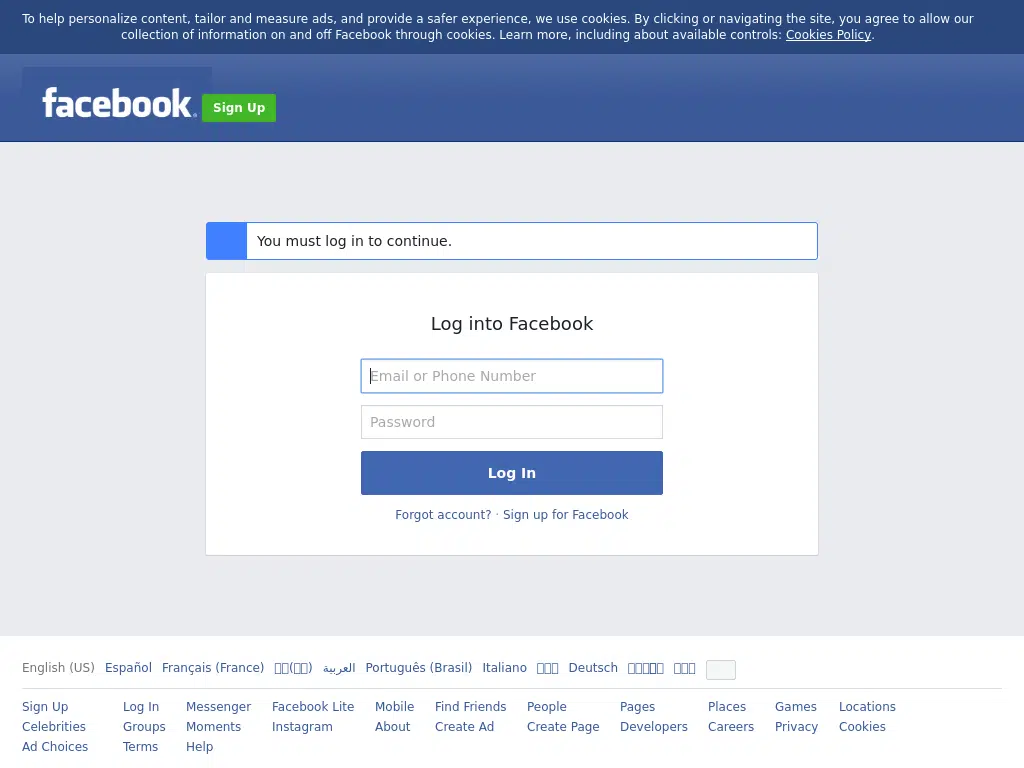 To help personalize content, tailor and measure ads, and provide a safer experience, we use cookies. By clicking or navigating the site, you agree to allow our
collection of information on and off Facebook through cookies. Learn more, including about available controls: Cookies Policy.
facebook
Sign Up
You must log in to continue.
Log into Facebook
Email or Phone Number
Password
Log In
Forgot account? · Sign up for Facebook
English (US) Español Français (France) العربية Português (Brasil) Italiano Deutsch
Sign Up Log In Messenger Facebook Lite Mobile Find Friends People Pages Places Games Locations
Celebrities Groups Moments Instagram About Create Ad Create Page Developers Careers Privacy Cookies
Ad Choices Terms Help